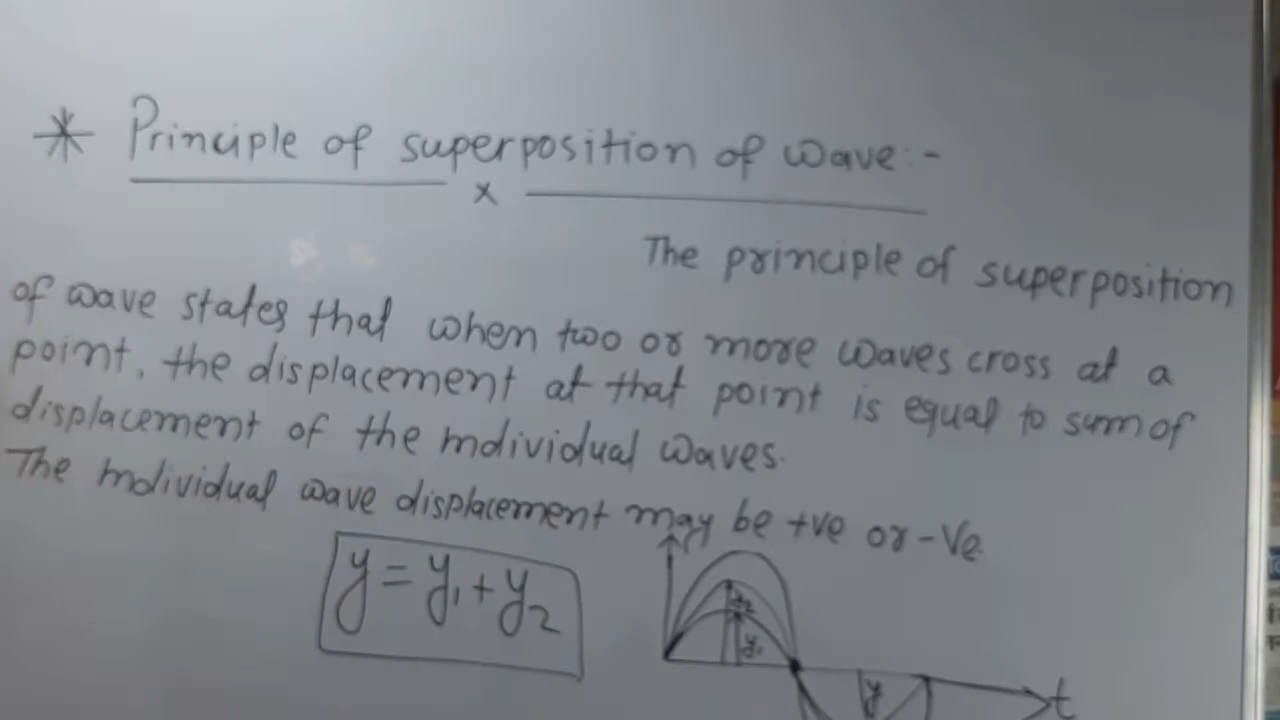 * Principle of superposition of wave:-
x
The principle of superposition
of wave states that when two or more waves cross at a
point, the displacement at that point is equal to sum of
displacement of the individual waves.
The individual wave displacement may be +ve or -ve
y = y₁ + y₂
y₂
y₁
y
t